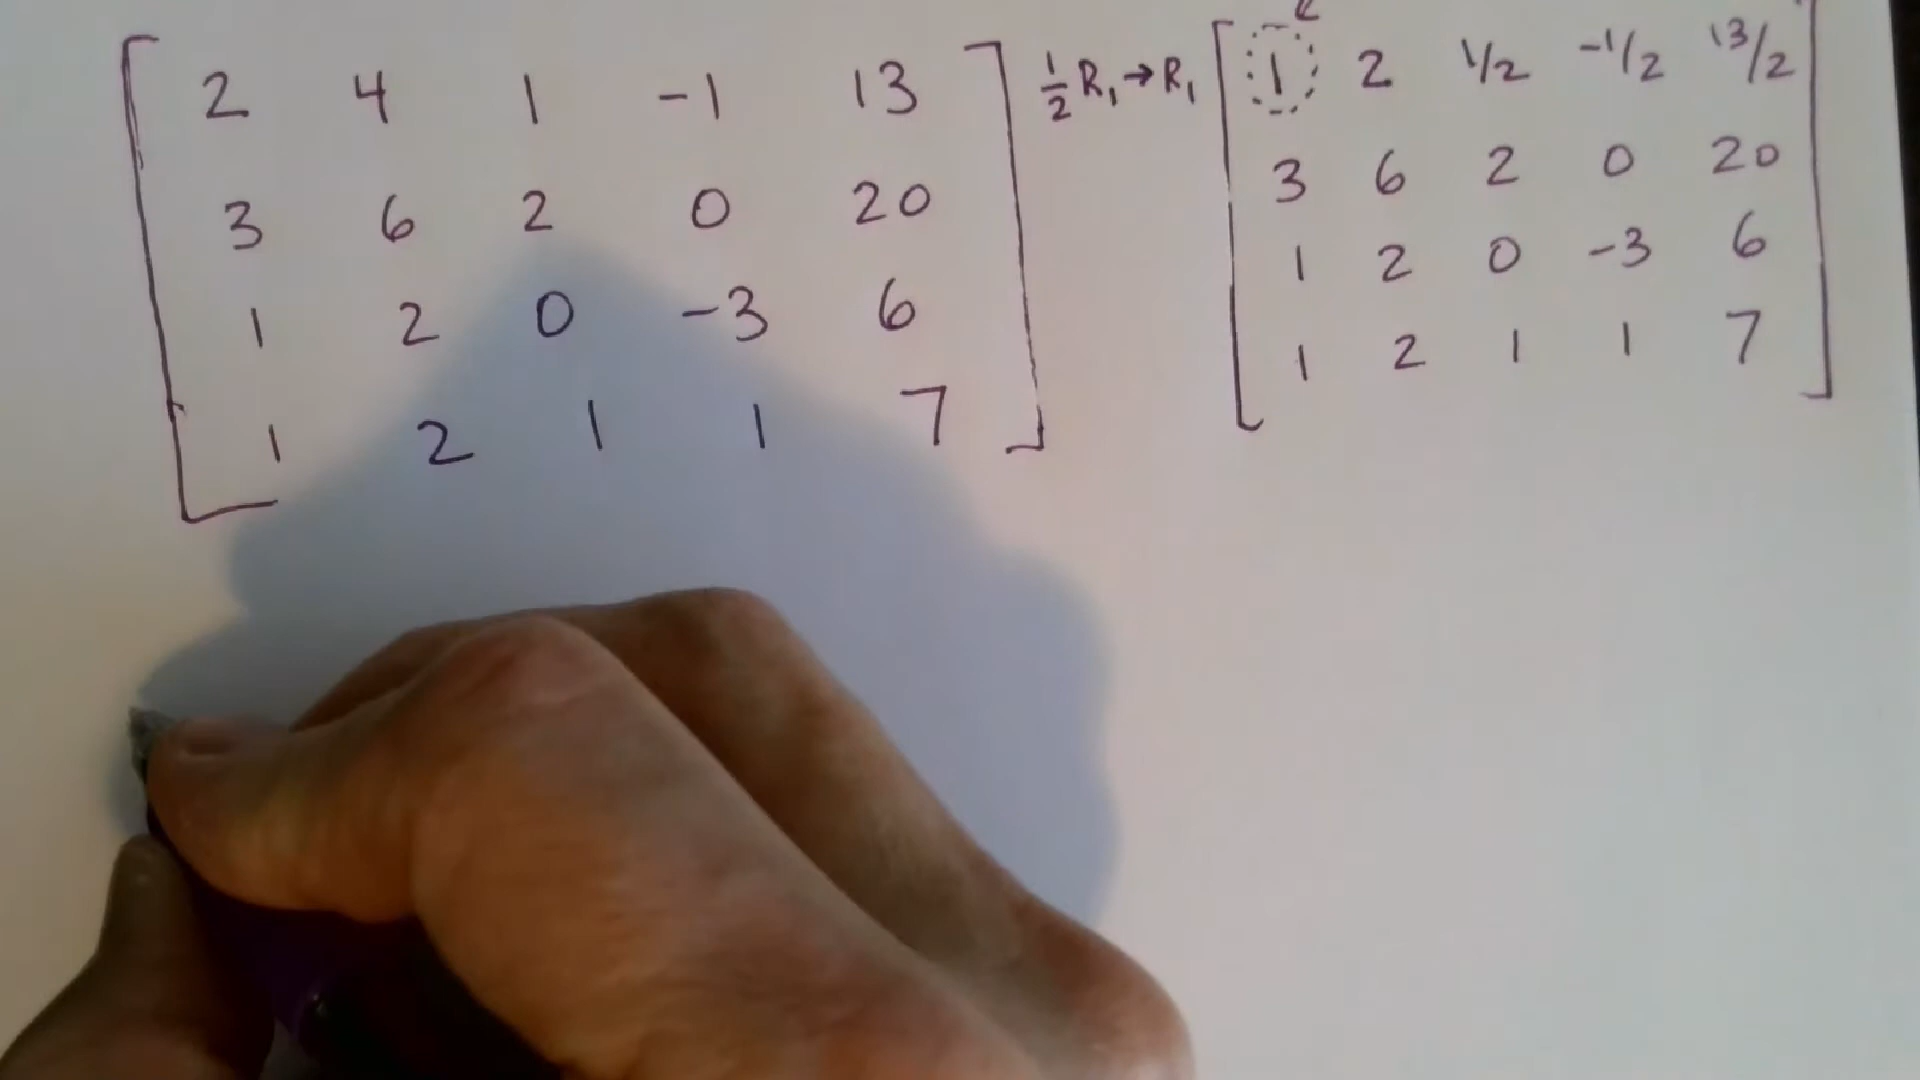 2 4 1 -1 13 ½ R₁ → R₁ 1 2 1/2 -1/2 13/2
3 6 2 0 20 3 6 2 0 20
1 2 0 -3 6 1 2 0 -3 6
1 2 1 1 7 1 2 1 1 7